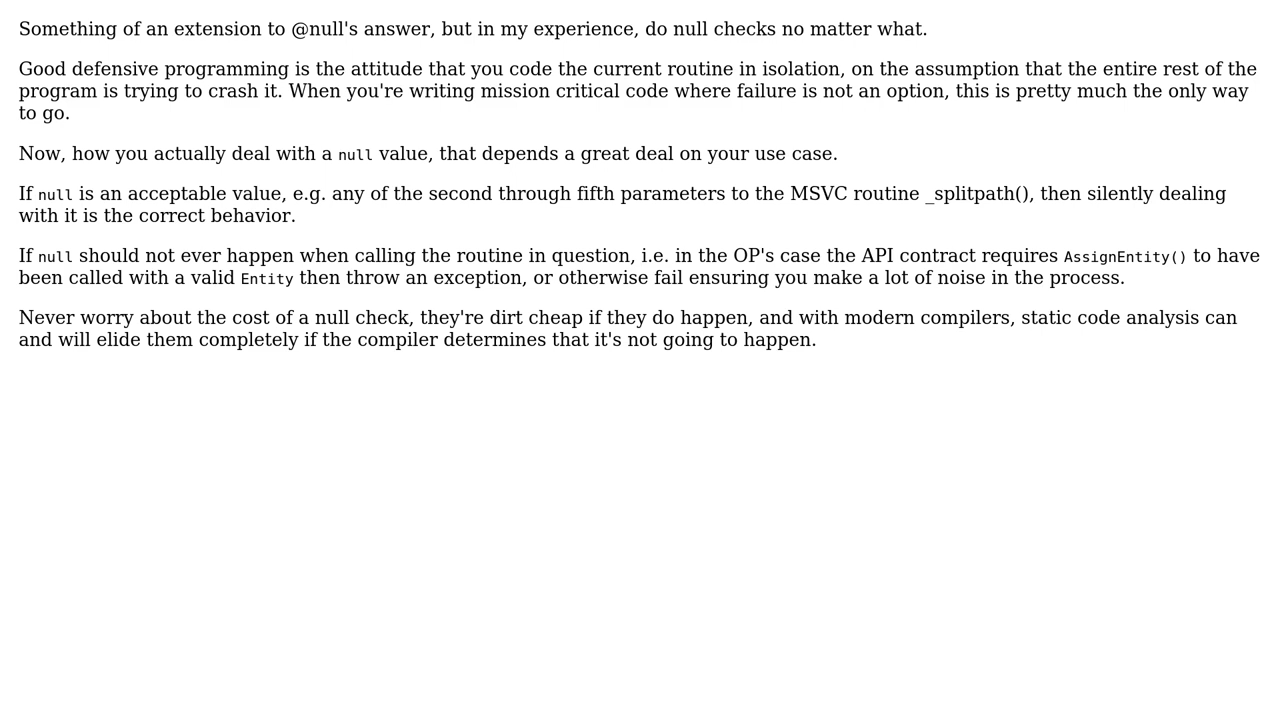 Something of an extension to @null's answer, but in my experience, do null checks no matter what.
Good defensive programming is the attitude that you code the current routine in isolation, on the assumption that the entire rest of the
program is trying to crash it. When you're writing mission critical code where failure is not an option, this is pretty much the only way
to go.
Now, how you actually deal with a null value, that depends a great deal on your use case.
If null is an acceptable value, e.g. any of the second through fifth parameters to the MSVC routine _splitpath(), then silently dealing
with it is the correct behavior.
If null should not ever happen when calling the routine in question, i.e. in the OP's case the API contract requires AssignEntity() to have
been called with a valid Entity then throw an exception, or otherwise fail ensuring you make a lot of noise in the process.
Never worry about the cost of a null check, they're dirt cheap if they do happen, and with modern compilers, static code analysis can
and will elide them completely if the compiler determines that it's not going to happen.